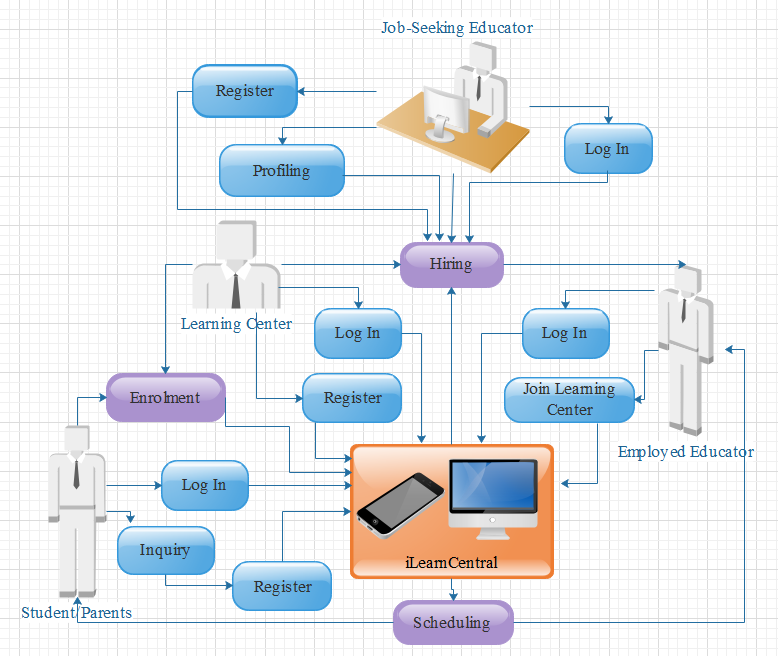 Job-Seeking Educator
Register
Log In
Profiling
Hiring
Learning Center
Log In
Log In
Enrolment
Register
Join Learning
Center
Employed Educator
Log In
Inquiry
iLearnCentral
Register
Student/Parents
Scheduling